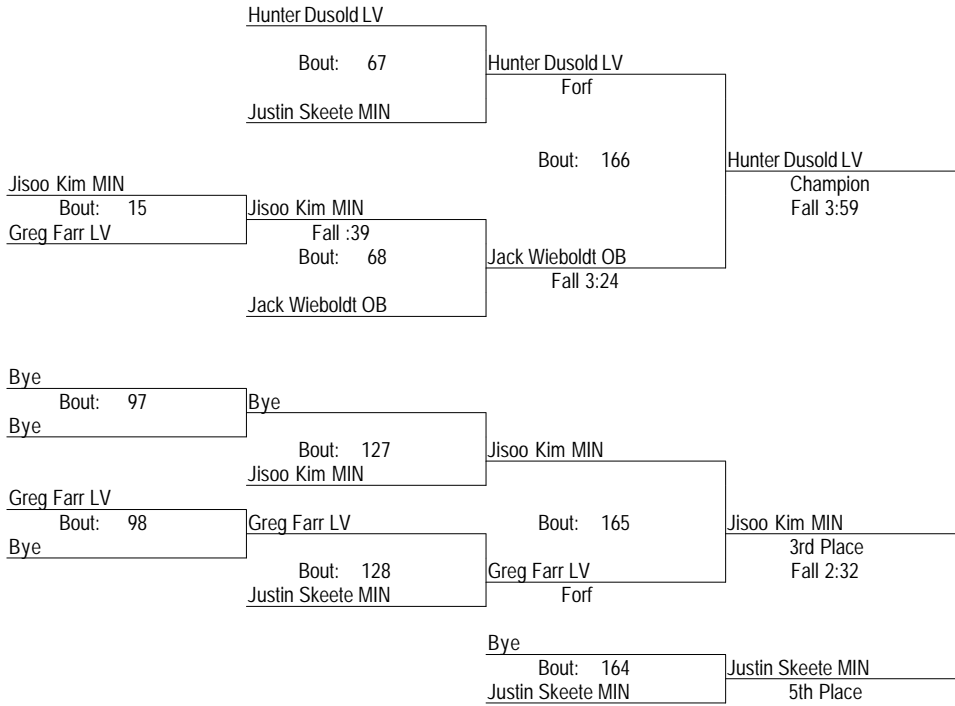 Hunter Dusold LV
Bout: 67
Hunter Dusold LV
Forf
Justin Skeete MIN
Bout: 166
Hunter Dusold LV
Champion
Fall 3:59
Jisoo Kim MIN
Bout: 15
Greg Farr LV
Jisoo Kim MIN
Fall :39
Bout: 68
Jack Wieboldt OB
Fall 3:24
Jack Wieboldt OB
Bye
Bout: 97
Bye
Bye
Bout: 127
Jisoo Kim MIN
Jisoo Kim MIN
Greg Farr LV
Bout: 98
Bye
Greg Farr LV
Bout: 165
Jisoo Kim MIN
3rd Place
Fall 2:32
Bout: 128
Greg Farr LV
Forf
Justin Skeete MIN
Bye
Bout: 164
Justin Skeete MIN
Justin Skeete MIN
5th Place